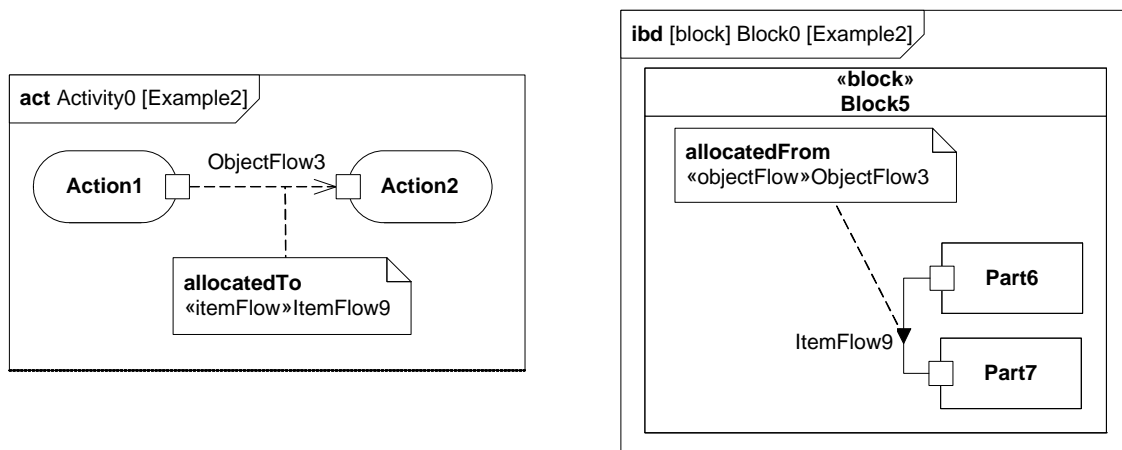 act Activity0 [Example2]
ObjectFlow3
Action1
Action2
allocatedTo
«itemFlow»ItemFlow9
ibd [block] Block0 [Example2]
«block»
Block5
allocatedFrom
«objectFlow»ObjectFlow3
Part6
ItemFlow9
Part7